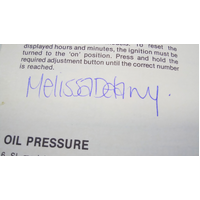 displayed hours and minutes, the ignition must be
turned to the 'on' position. Press and hold the
required adjustment button until the correct number
is reached.
Melissa
OIL PRESSURE